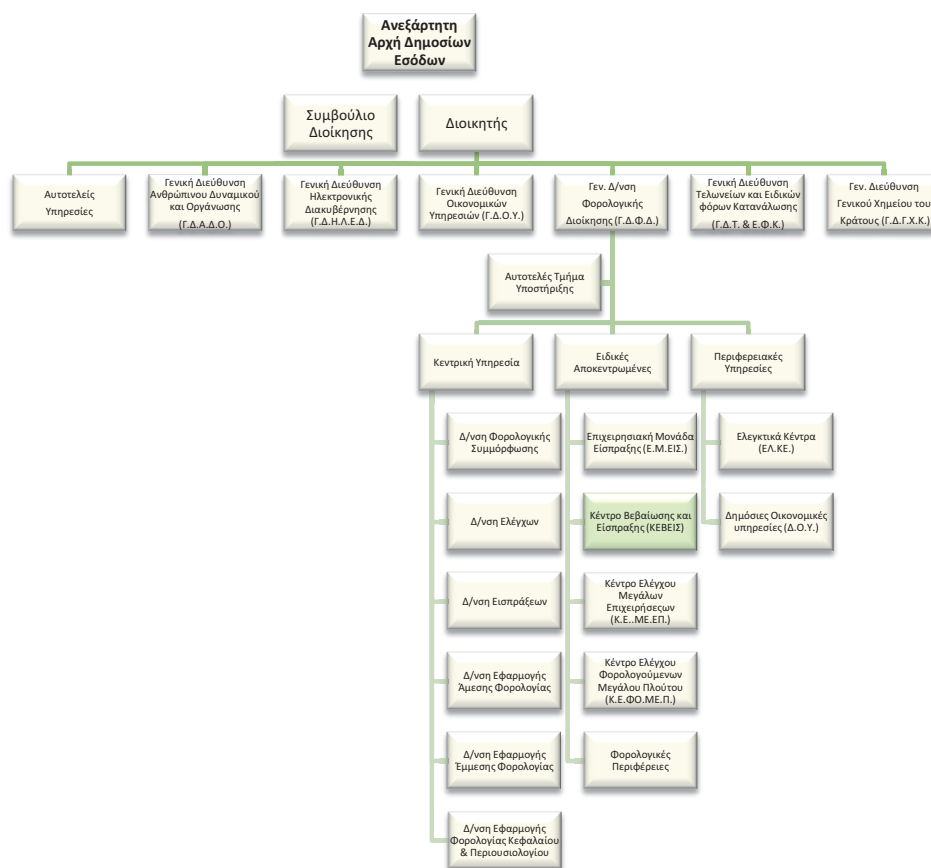 Ανεξάρτητη
Αρχή Δημοσίων
Εσόδων
Συμβούλιο
Διοίκησης
Διοικητής
Αυτοτελείς
Υπηρεσίες
Γενική Διεύθυνση
Ανθρώπινου Δυναμικού
και Οργάνωσης
(Γ.Δ.Α.Δ.Ο.)
Γενική Διεύθυνση
Ηλεκτρονικής
Διακυβέρνησης
(Γ.Δ.Η.Λ.Ε.Δ.)
Γενική Διεύθυνση
Οικονομικών
Υπηρεσιών (Γ.Δ.Ο.Υ.)
Γεν. Δ/νση
Φορολογικής
Διοίκησης (Γ.Δ.Φ.Δ.)
Γενική Διεύθυνση
Τελωνείων και Ειδικών
φόρων Κατανάλωσης
(Γ.Δ.Τ. & Ε.Φ.Κ.)
Γεν. Διεύθυνση
Γενικού Χημείου του
Κράτους (Γ.Δ.Γ.Χ.Κ.)
Αυτοτελές Τμήμα
Υποστήριξης
Κεντρική Υπηρεσία
Ειδικές
Αποκεντρωμένες
Περιφερειακές
Υπηρεσίες
Δ/νση Φορολογικής
Συμμόρφωσης
Δ/νση Ελέγχων
Δ/νση Εισπράξεων
Δ/νση Εφαρμογής
Άμεσης Φορολογίας
Δ/νση Εφαρμογής
Έμμεσης Φορολογίας
Δ/νση Εφαρμογής
Φορολογίας Κεφαλαίου
& Περιουσιολογίου
Επιχειρησιακή Μονάδα
Είσπραξης (Ε.Μ.ΕΙΣ.)
Κέντρο Βεβαίωσης και
Είσπραξης (ΚΕΒΕΙΣ)
Κέντρο Ελέγχου
Μεγάλων
Επιχειρήσεςων
(Κ.Ε..ΜΕ.ΕΠ.)
Κέντρο Ελέγχου
Φορολογούμενων
Μεγάλου Πλούτου
(Κ.Ε.ΦΟ.ΜΕ.Π.)
Φορολογικές
Περιφέρειες
Ελεγκτικά Κέντρα
(ΕΛ.ΚΕ.)
Δημόσιες Οικονομικές
υπηρεσίες (Δ.Ο.Υ.)